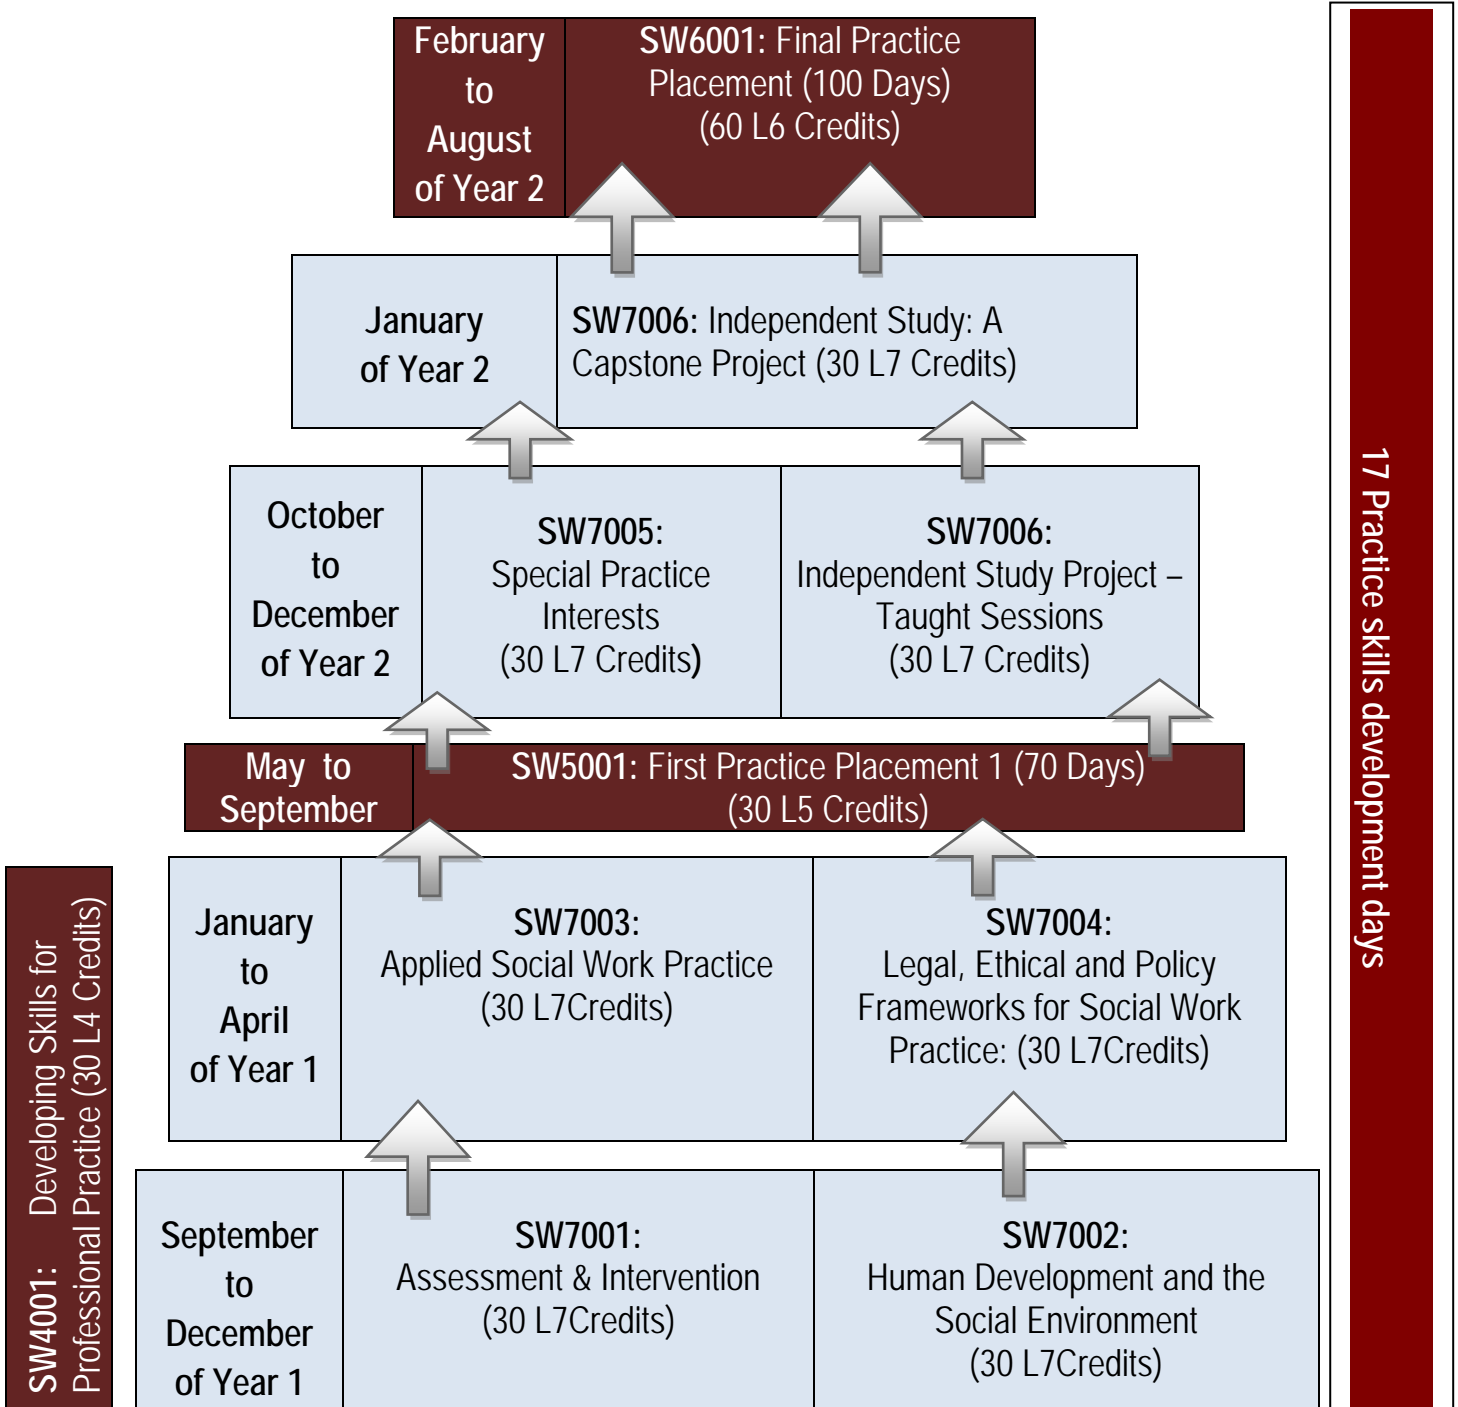 February
to
August
of Year 2
SW6001: Final Practice
Placement (100 Days)
(60 L6 Credits)
January
of Year 2
SW7006: Independent Study: A
Capstone Project (30 L7 Credits)
October
to
December
of Year 2
SW7005:
Special Practice
Interests
(30 L7 Credits)
SW7006:
Independent Study Project –
Taught Sessions
(30 L7 Credits)
May to
September
SW5001: First Practice Placement 1 (70 Days)
(30 L5 Credits)
January
to
April
of Year 1
SW7003:
Applied Social Work Practice
(30 L7Credits)
SW7004:
Legal, Ethical and Policy
Frameworks for Social Work
Practice: (30 L7Credits)
September
to
December
of Year 1
SW7001:
Assessment & Intervention
(30 L7Credits)
SW7002:
Human Development and the
Social Environment
(30 L7Credits)
SW4001: Developing Skills for
Professional Practice (30 L4 Credits)
17 Practice skills development days